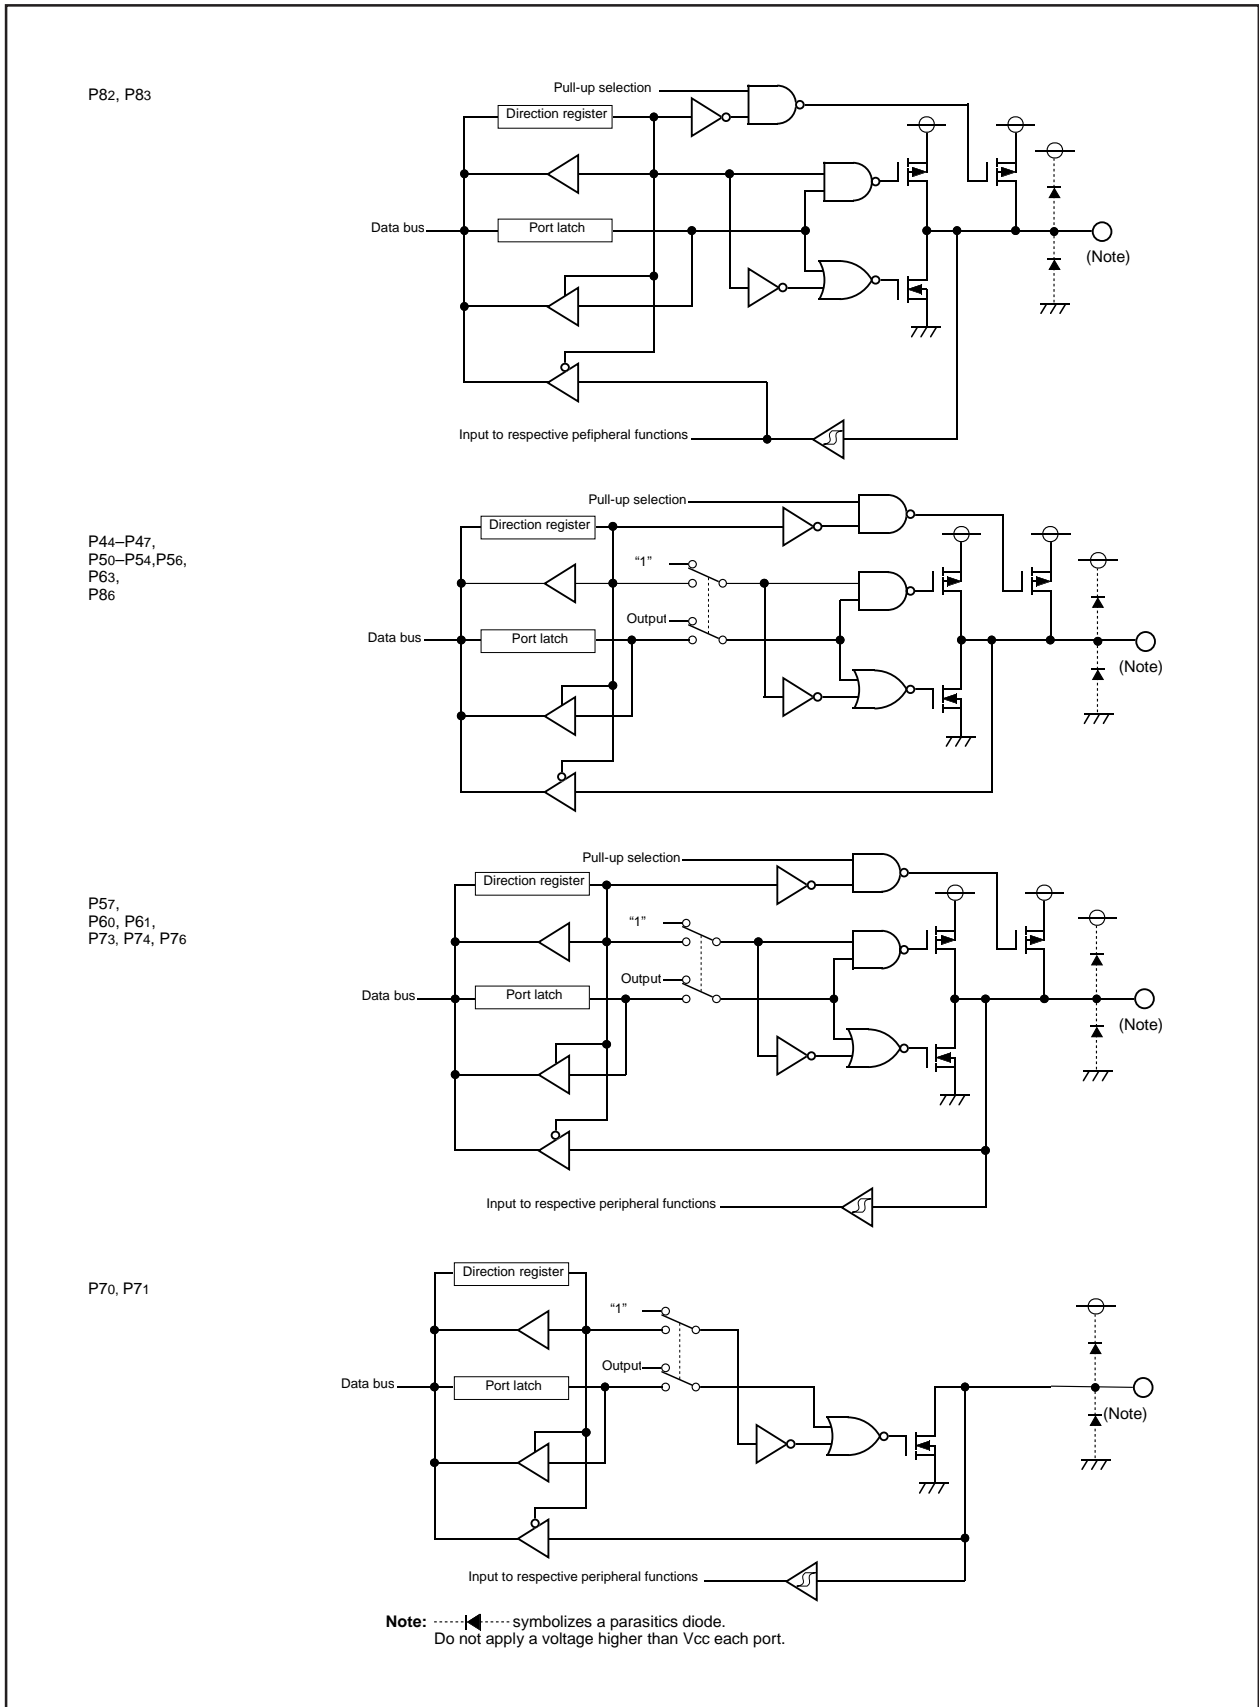 P82, P83
Pull-up selection
Direction register
Data bus
Port latch
(Note)
Input to respective pefipheral functions
P44–P47,
P50–P54,P56,
P63,
P86
Pull-up selection
Direction register
“1”
Output
Data bus
Port latch
(Note)
P57,
P60, P61,
P73, P74, P76
Pull-up selection
Direction register
“1”
Output
Data bus
Port latch
(Note)
Input to respective peripheral functions
P70, P71
Direction register
“1”
Output
Data bus
Port latch
(Note)
Input to respective peripheral functions
Note: symbolizes a parasitics diode.
Do not apply a voltage higher than Vcc each port.